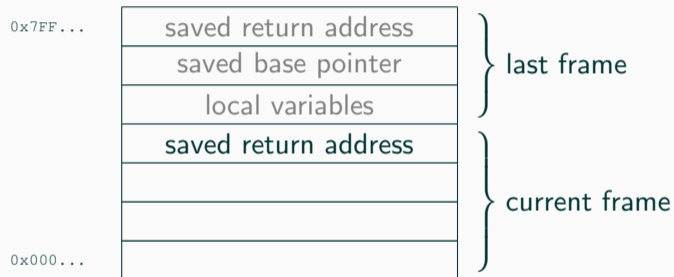 0x7FF...
saved return address
saved base pointer
last frame
local variables
saved return address
current frame
0x000...